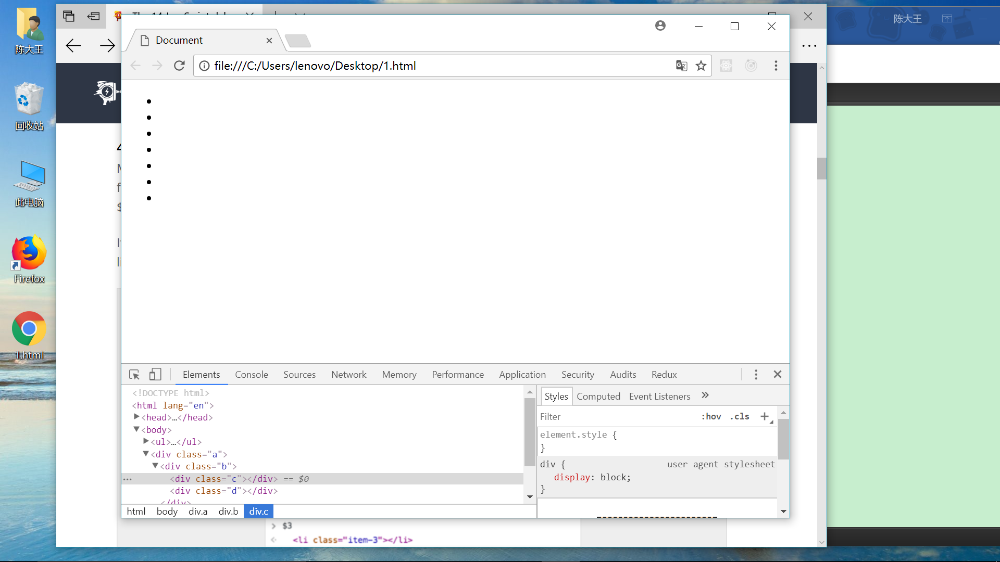 陈大王
回收站
此电脑
Firefox
1.html
陈大王
Document
file:///C:/Users/lenovo/Desktop/1.html
Elements
Console
Sources
Network
Memory
Performance
Application
Security
Audits
Redux
<!DOCTYPE html>
<html lang="en">
<head>…</head>
<body>
<ul>…</ul>
<div class="a">
<div class="b">
<div class="c"></div> == $0
<div class="d"></div>
</div>
html body div.a div.b div.c
Styles Computed Event Listeners
Filter :hov .cls
element.style {
}
div { user agent stylesheet
display: block;
}
$3
<li class="item-3"></li>